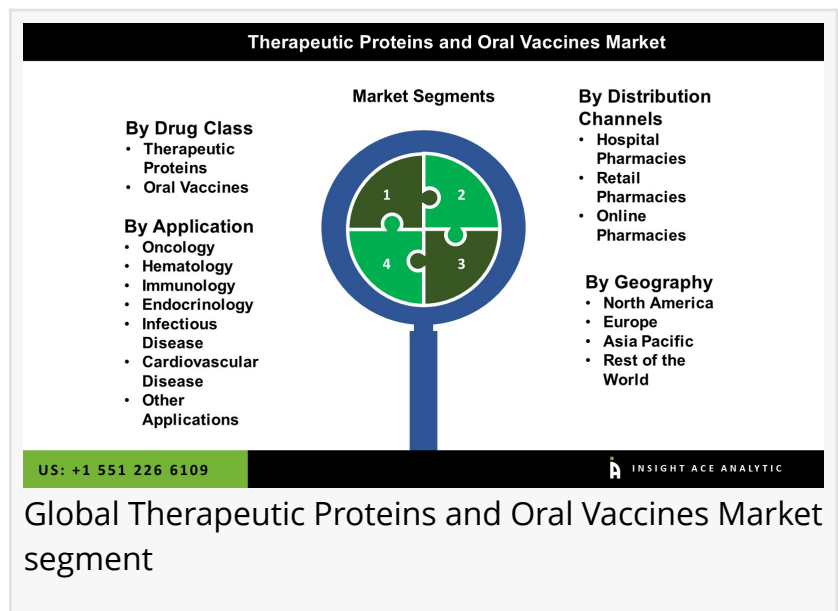 Therapeutic Proteins and Oral Vaccines Market
Market Segments
By Drug Class
• Therapeutic
Proteins
• Oral Vaccines
By Application
• Oncology
• Hematology
• Immunology
• Endocrinology
• Infectious
Disease
• Cardiovascular
Disease
• Other
Applications
1
2
4
3
By Distribution
Channels
• Hospital
Pharmacies
• Retail
Pharmacies
• Online
Pharmacies
By Geography
• North America
• Europe
• Asia Pacific
• Rest of the
World
US: +1 551 226 6109
INSIGHT ACE ANALYTIC
Global Therapeutic Proteins and Oral Vaccines Market
segment